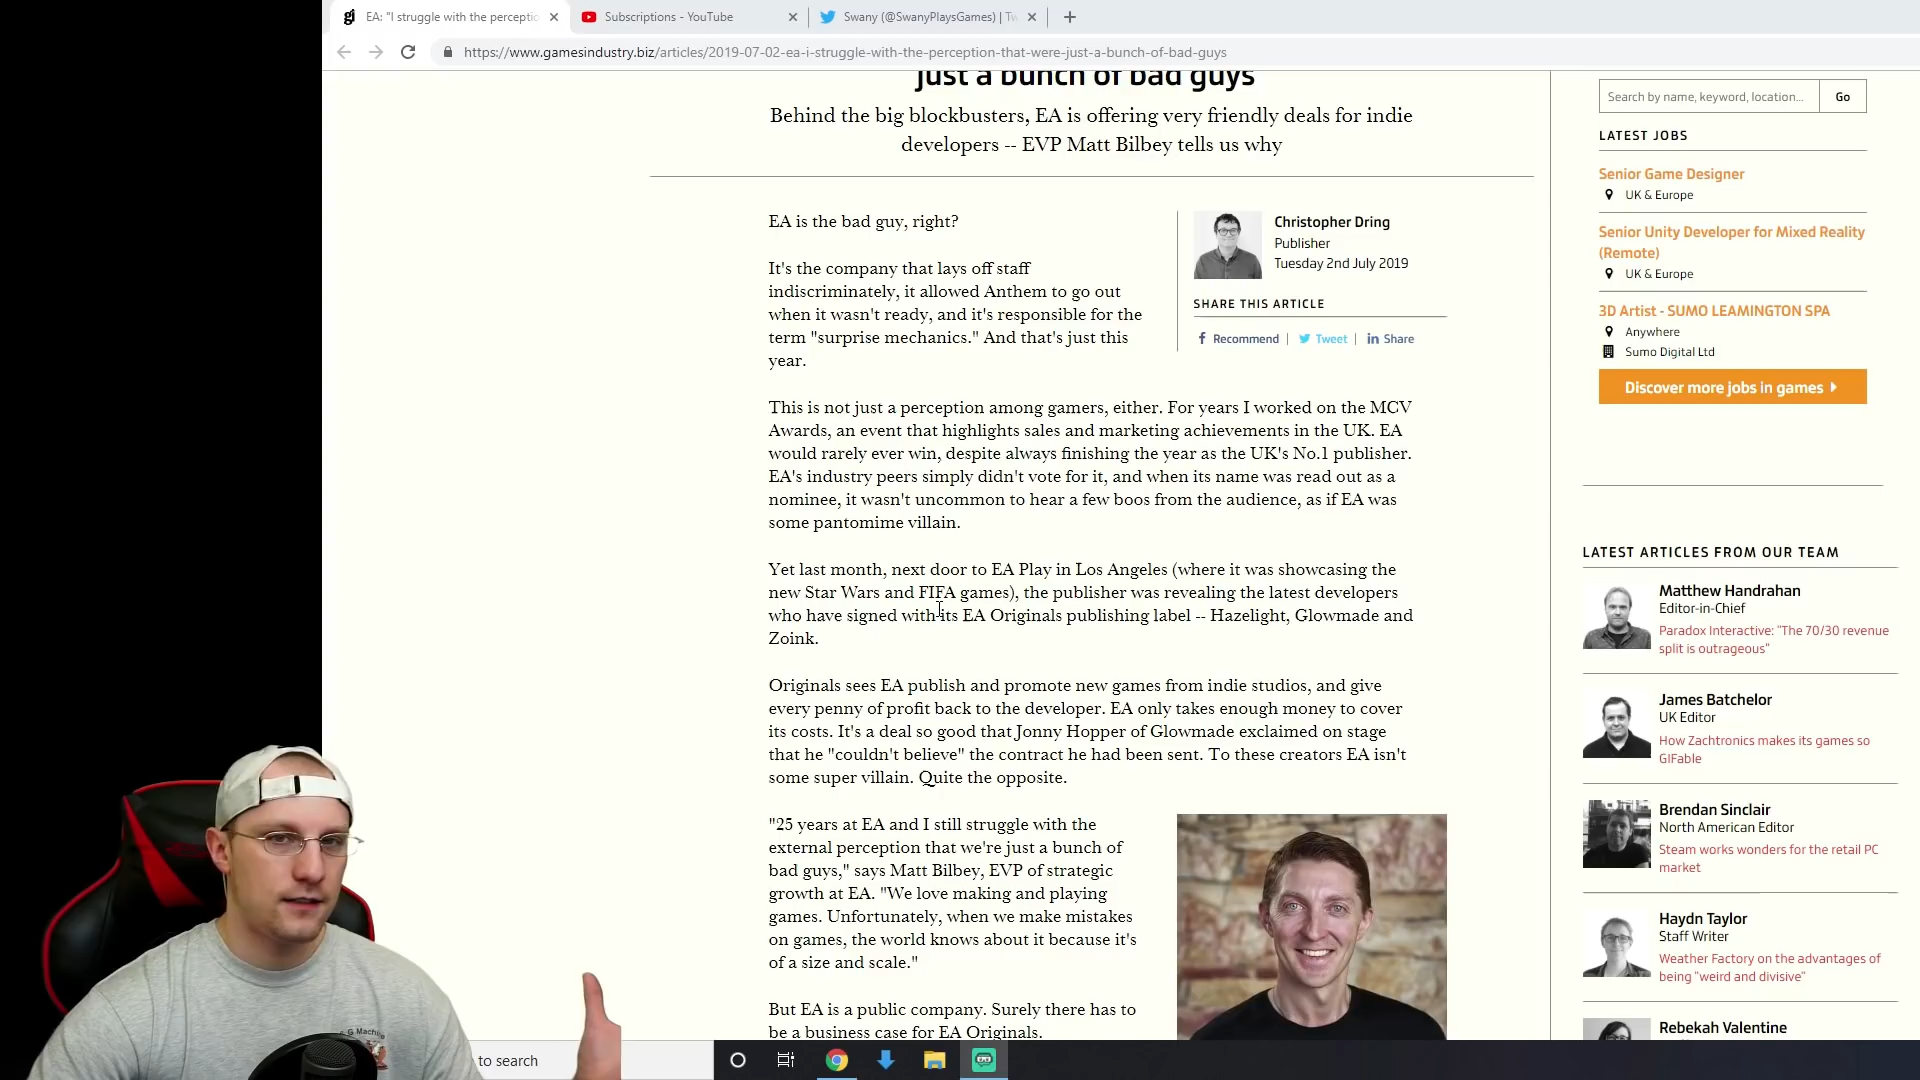 EA: "I struggle with the perceptio
Subscriptions - YouTube
Swany (@SwanyPlaysGames) | Tw
https://www.gamesindustry.biz/articles/2019-07-02-ea-i-struggle-with-the-perception-that-were-just-a-bunch-of-bad-guys
just a bunch of bad guys
Behind the big blockbusters, EA is offering very friendly deals for indie
developers -- EVP Matt Bilbey tells us why
EA is the bad guy, right?
It's the company that lays off staff
indiscriminately, it allowed Anthem to go out
when it wasn't ready, and it's responsible for the
term "surprise mechanics." And that's just this
year.
Christopher Dring
Publisher
Tuesday 2nd July 2019
SHARE THIS ARTICLE
Recommend
Tweet
Share
This is not just a perception among gamers, either. For years I worked on the MCV
Awards, an event that highlights sales and marketing achievements in the UK. EA
would rarely ever win, despite always finishing the year as the UK's No.1 publisher.
EA's industry peers simply didn't vote for it, and when its name was read out as a
nominee, it wasn't uncommon to hear a few boos from the audience, as if EA was
some pantomime villain.
Yet last month, next door to EA Play in Los Angeles (where it was showcasing the
new Star Wars and FIFA games), the publisher was revealing the latest developers
who have signed with its EA Originals publishing label -- Hazelight, Glowmade and
Zoink.
Originals sees EA publish and promote new games from indie studios, and give
every penny of profit back to the developer. EA only takes enough money to cover
its costs. It's a deal so good that Jonny Hopper of Glowmade exclaimed on stage
that he "couldn't believe" the contract he had been sent. To these creators EA isn't
some super villain. Quite the opposite.
"25 years at EA and I still struggle with the
external perception that we're just a bunch of
bad guys," says Matt Bilbey, EVP of strategic
growth at EA. "We love making and playing
games. Unfortunately, when we make mistakes
on games, the world knows about it because it's
of a size and scale."
But EA is a public company. Surely there has to
be a business case for EA Originals.
Search by name, keyword, location...
Go
LATEST JOBS
Senior Game Designer
UK & Europe
Senior Unity Developer for Mixed Reality
(Remote)
UK & Europe
3D Artist - SUMO LEAMINGTON SPA
Anywhere
Sumo Digital Ltd
Discover more jobs in games
LATEST ARTICLES FROM OUR TEAM
Matthew Handrahan
Editor-in-Chief
Paradox Interactive: "The 70/30 revenue
split is outrageous"
James Batchelor
UK Editor
How Zachtronics makes its games so
GIFable
Brendan Sinclair
North American Editor
Steam works wonders for the retail PC
market
Haydn Taylor
Staff Writer
Weather Factory on the advantages of
being "weird and divisive"
Rebekah Valentine
to search